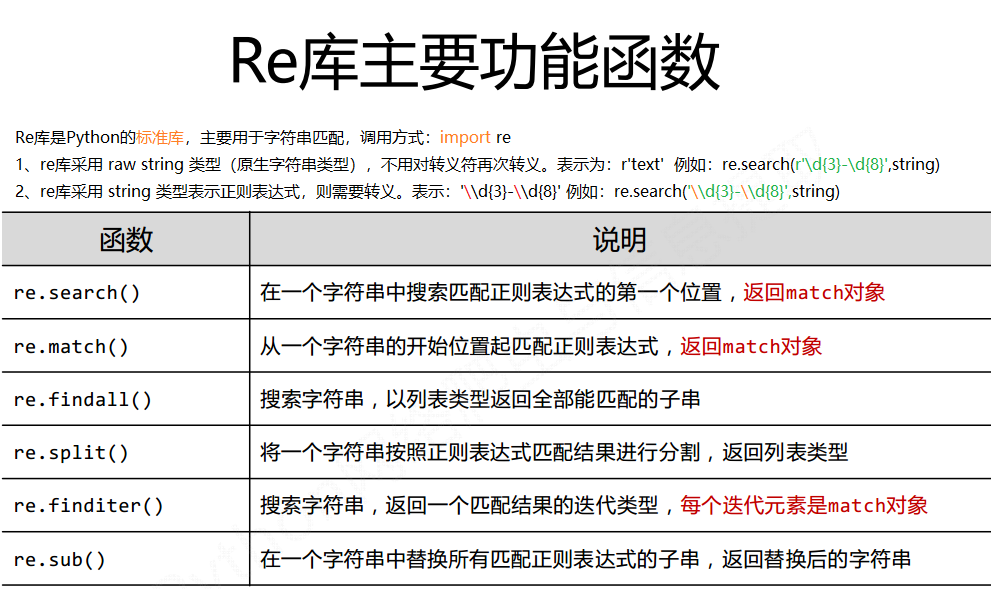 Re库主要功能函数
Re库是Python的标准库，主要用于字符串匹配，调用方式：import re
1、re库采用 raw string 类型（原生字符串类型），不用对转义符再次转义。表示为：r'text' 例如：re.search(r'\d{3}-\d{8}',string)
2、re库采用 string 类型表示正则表达式，则需要转义。表示：'\\d{3}-\\d{8}' 例如：re.search('\\d{3}-\\d{8}',string)
函数 说明
re.search() 在一个字符串中搜索匹配正则表达式的第一个位置，返回match对象
re.match() 从一个字符串的开始位置起匹配正则表达式，返回match对象
re.findall() 搜索字符串，以列表类型返回全部能匹配的子串
re.split() 将一个字符串按照正则表达式匹配结果进行分割，返回列表类型
re.finditer() 搜索字符串，返回一个匹配结果的迭代类型，每个迭代元素是match对象
re.sub() 在一个字符串中替换所有匹配正则表达式的子串，返回替换后的字符串